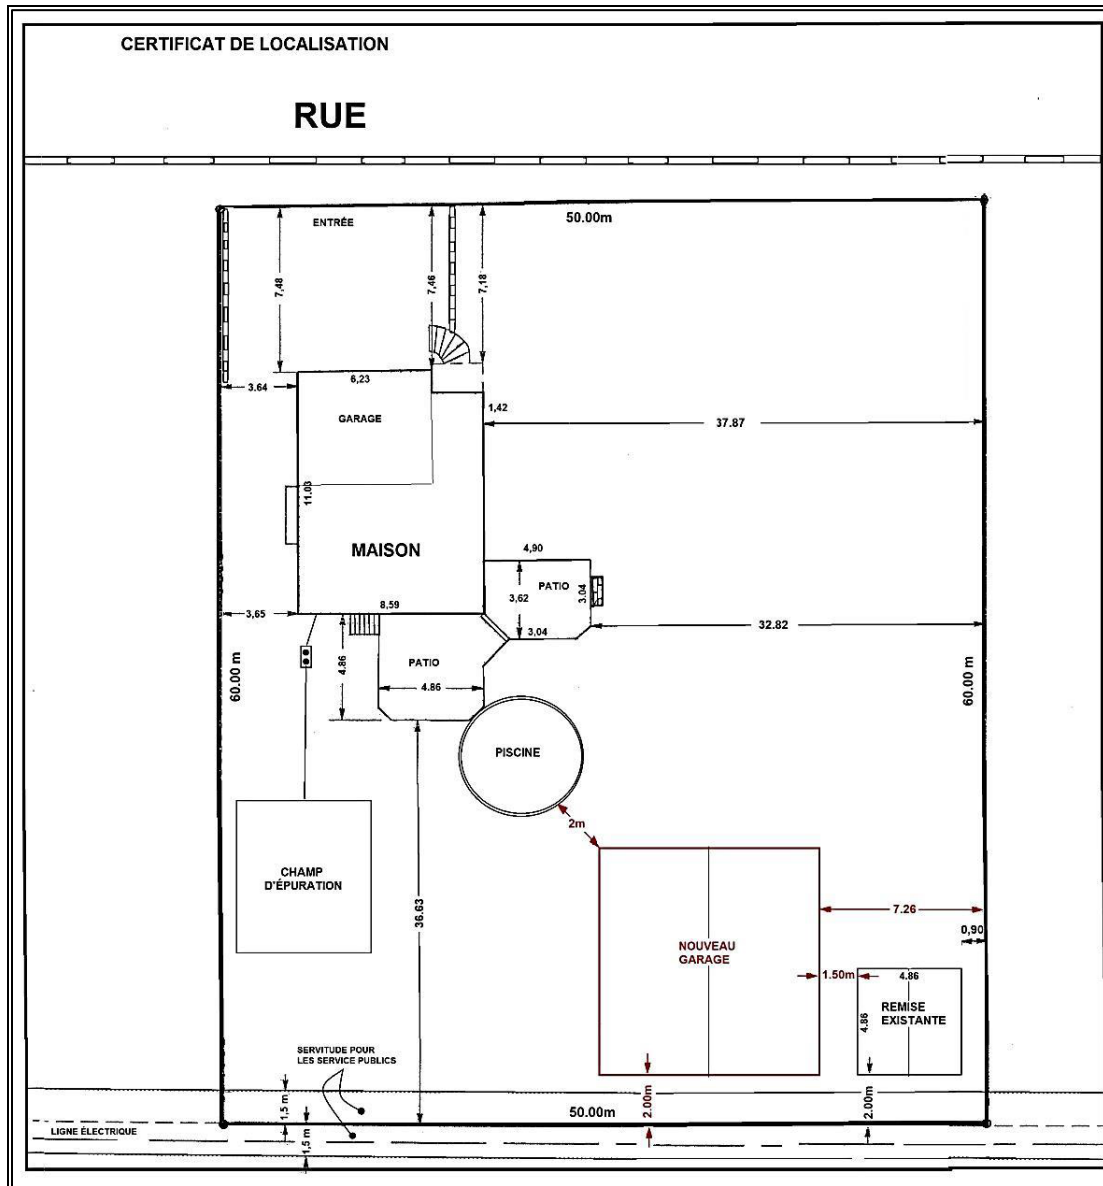 CERTIFICAT DE LOCALISATION
RUE
50.00m
ENTRÉE
7,48
7,46
7,18
3.64
6,23
1,42
GARAGE
37.87
11.03
MAISON
4,90
PATIO
3,62
3.04
3,65
8,59
3,04
32.82
4.86
PATIO
4.86
60.00 m
60.00 m
PISCINE
2m
CHAMP
D'ÉPURATION
36.63
7.26
0,90
NOUVEAU
GARAGE
1.50m
4.86
4.86
REMISE
EXISTANTE
SERVITUDE POUR
LES SERVICE PUBLICS
1,5 m
2.00m
2.00m
50.00m
LIGNE ÉLECTRIQUE
1,5 m